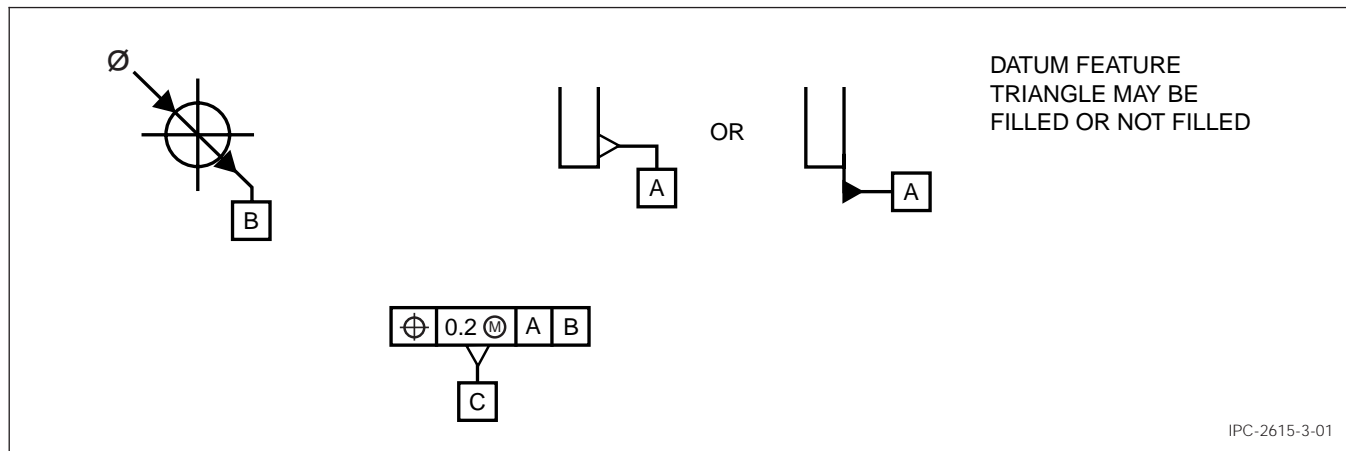 Ø
B
A
OR
A
DATUM FEATURE
TRIANGLE MAY BE
FILLED OR NOT FILLED
⌖ 0.2 Ⓜ A B
C
IPC-2615-3-01